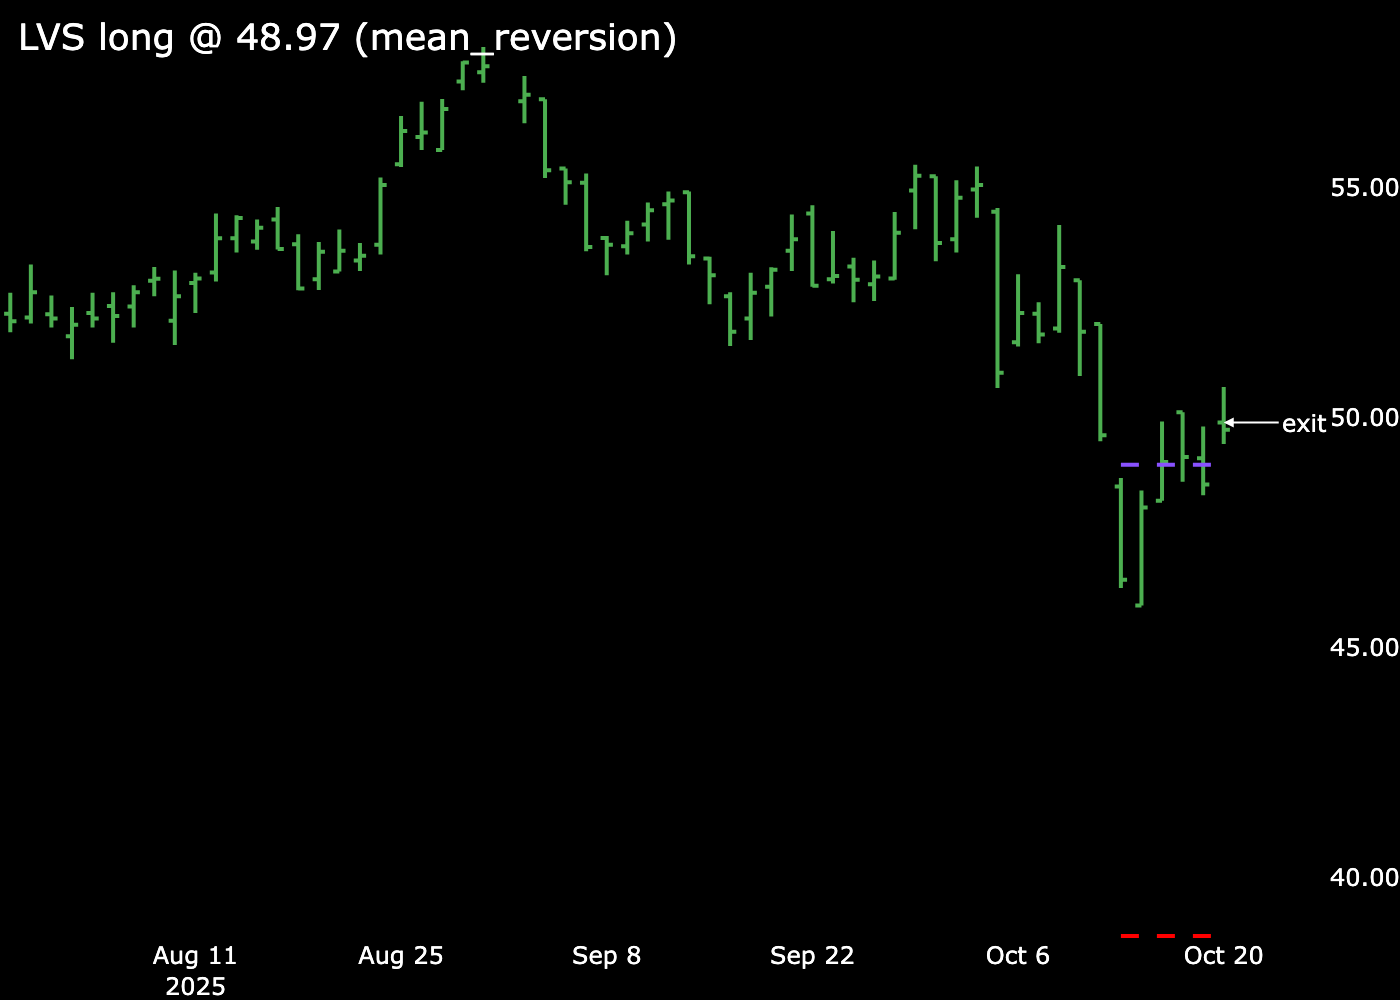 LVS long @ 48.97 (mean_reversion)
55.00
exit
50.00
45.00
40.00
Aug 11
2025
Aug 25
Sep 8
Sep 22
Oct 6
Oct 20